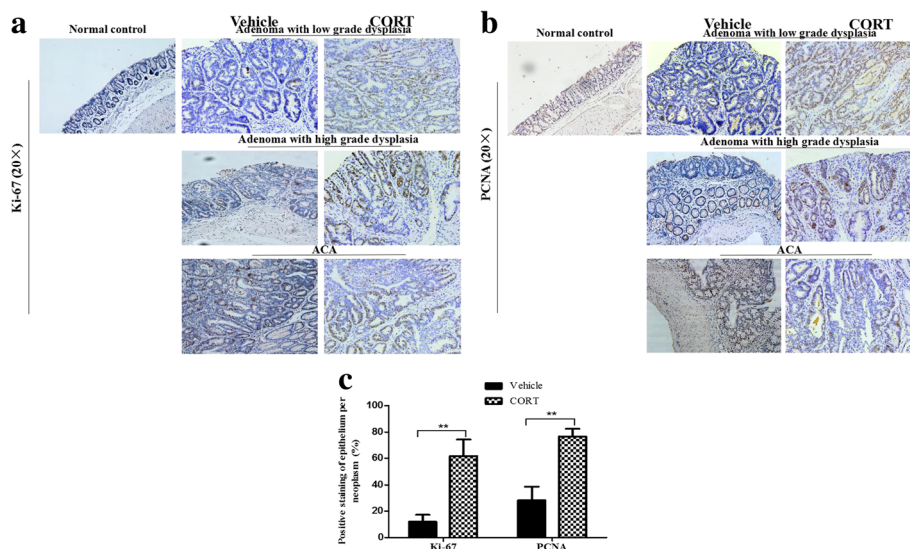 a
Vehicle CORT
Normal control
Adenoma with low grade dysplasia
Adenoma with high grade dysplasia
ACA
Ki-67 (20×)
b
Vehicle CORT
Normal control
Adenoma with low grade dysplasia
Adenoma with high grade dysplasia
ACA
PCNA (20×)
c
Vehicle
CORT
Positive staining of epithelium per
neoplasm (%)
100
80
60
40
20
0
**
**
Ki-67 PCNA